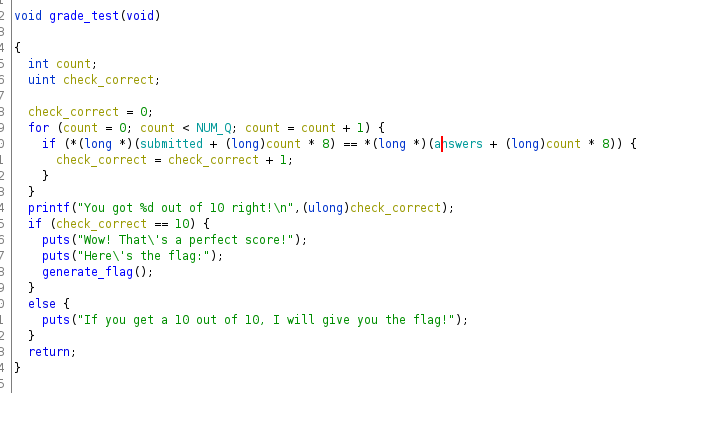 1
2 void grade_test(void)
3
4 {
5 int count;
6 uint check_correct;
7
8 check_correct = 0;
9 for (count = 0; count < NUM_Q; count = count + 1) {
0 if (*(long *)(submitted + (long)count * 8) == *(long *)(answers + (long)count * 8)) {
1 check_correct = check_correct + 1;
2 }
3 }
4 printf("You got %d out of 10 right!\n",(ulong)check_correct);
5 if (check_correct == 10) {
6 puts("Wow! That\'s a perfect score!");
7 puts("Here\'s the flag:");
8 generate_flag();
9 }
0 else {
1 puts("If you get a 10 out of 10, I will give you the flag!");
2 }
3 return;
4 }
5